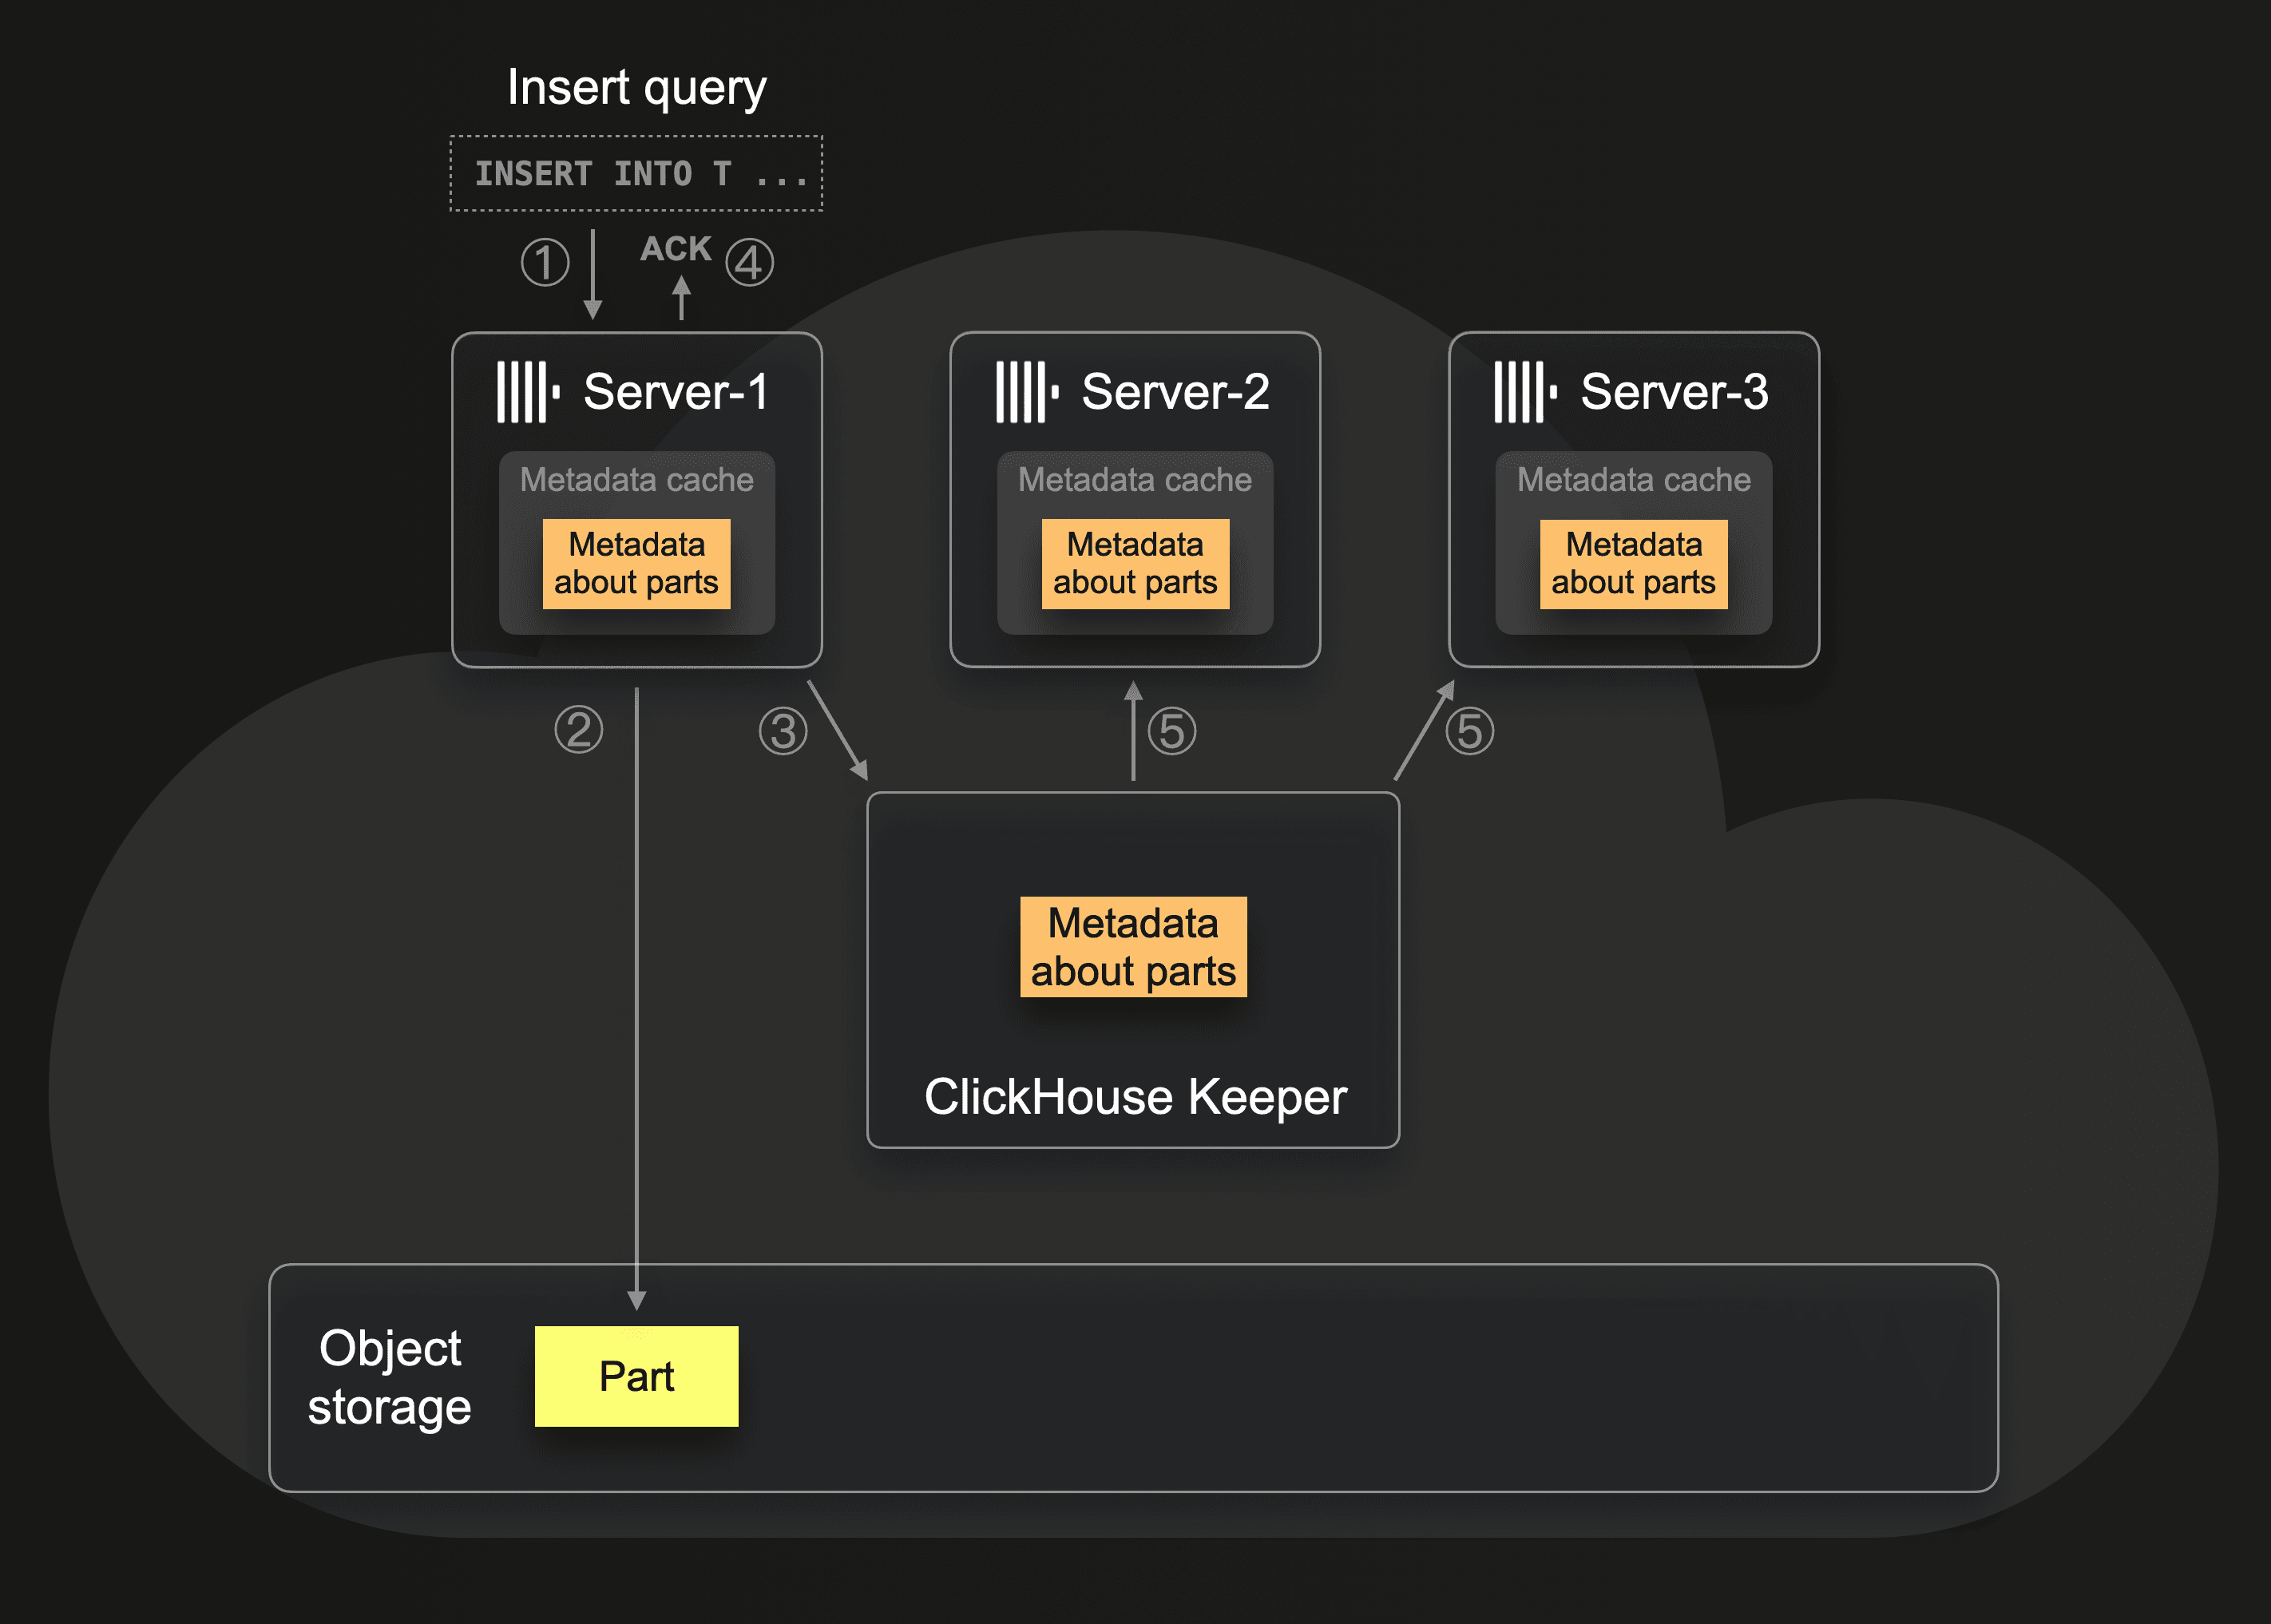 Insert query
INSERT INTO T ...
①
ACK ④
Server-1
Metadata cache
Metadata
about parts
Server-2
Metadata cache
Metadata
about parts
Server-3
Metadata cache
Metadata
about parts
②
③
⑤
⑤
Metadata
about parts
ClickHouse Keeper
Object
storage
Part